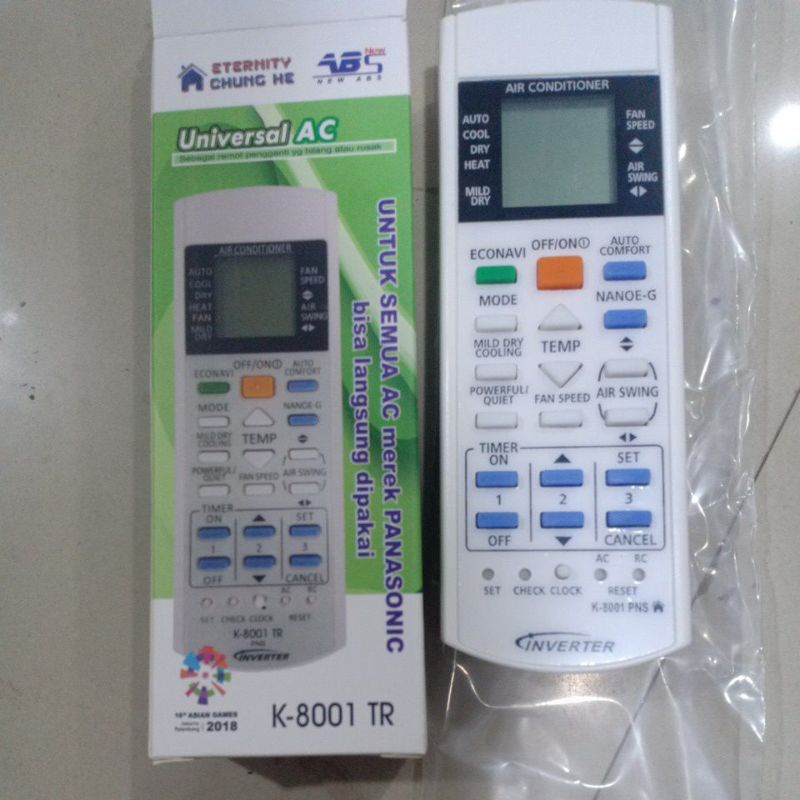 ETERNITY
CHUNG HE
New
ABS
NEW ABS
Universal AC
Sebagai remot pengganti yg hilang atau rusak
UNTUK SEMUA AC merek PANASONIC
bisa langsung dipakai
AIR CONDITIONER
AUTO
COOL
DRY
HEAT
FAN
MILD
DRY
FAN
SPEED
AIR
SWING
OFF/ON
ECONAVI
AUTO
COMFORT
MODE
NANOE-G
MILD DRY
COOLING
TEMP
POWERFUL/
QUIET
FAN SPEED
AIR SWING
TIMER
ON
SET
1
2
3
OFF
CANCEL
AC
RC
SET
CHECK
CLOCK
RESET
K-8001 TR
PNS
INVERTER
18th ASIAN GAMES
Jakarta
Palembang
2018
K-8001 TR
AIR CONDITIONER
AUTO
COOL
DRY
HEAT
MILD
DRY
FAN
SPEED
AIR
SWING
ECONAVI
OFF/ON
AUTO
COMFORT
MODE
NANOE-G
MILD DRY
COOLING
TEMP
POWERFUL/
QUIET
FAN SPEED
AIR SWING
TIMER
ON
SET
1
2
3
OFF
CANCEL
AC
RC
SET
CHECK
CLOCK
RESET
K-8001 PNS
INVERTER